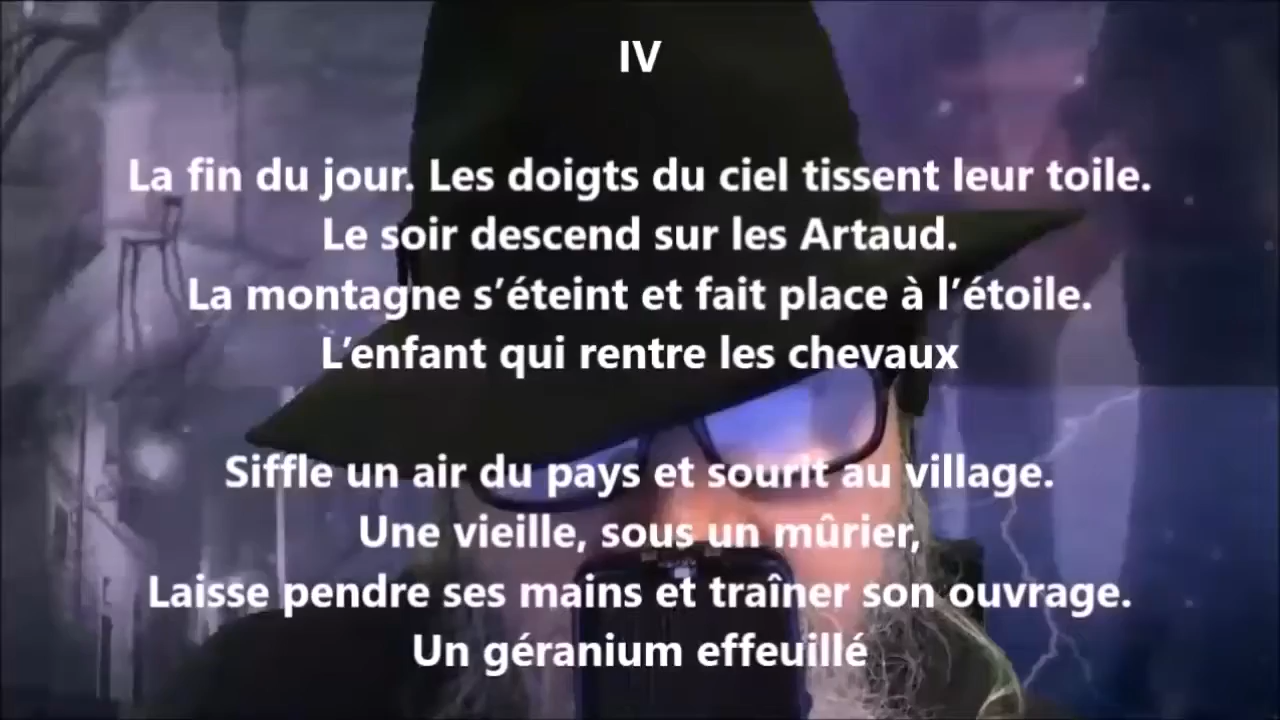 IV
La fin du jour. Les doigts du ciel tissent leur toile.
Le soir descend sur les Artaud.
La montagne s’éteint et fait place à l’étoile.
L’enfant qui rentre les chevaux
Siffle un air du pays et sourit au village.
Une vieille, sous un mûrier,
Laisse pendre ses mains et traîner son ouvrage.
Un géranium effeuillé